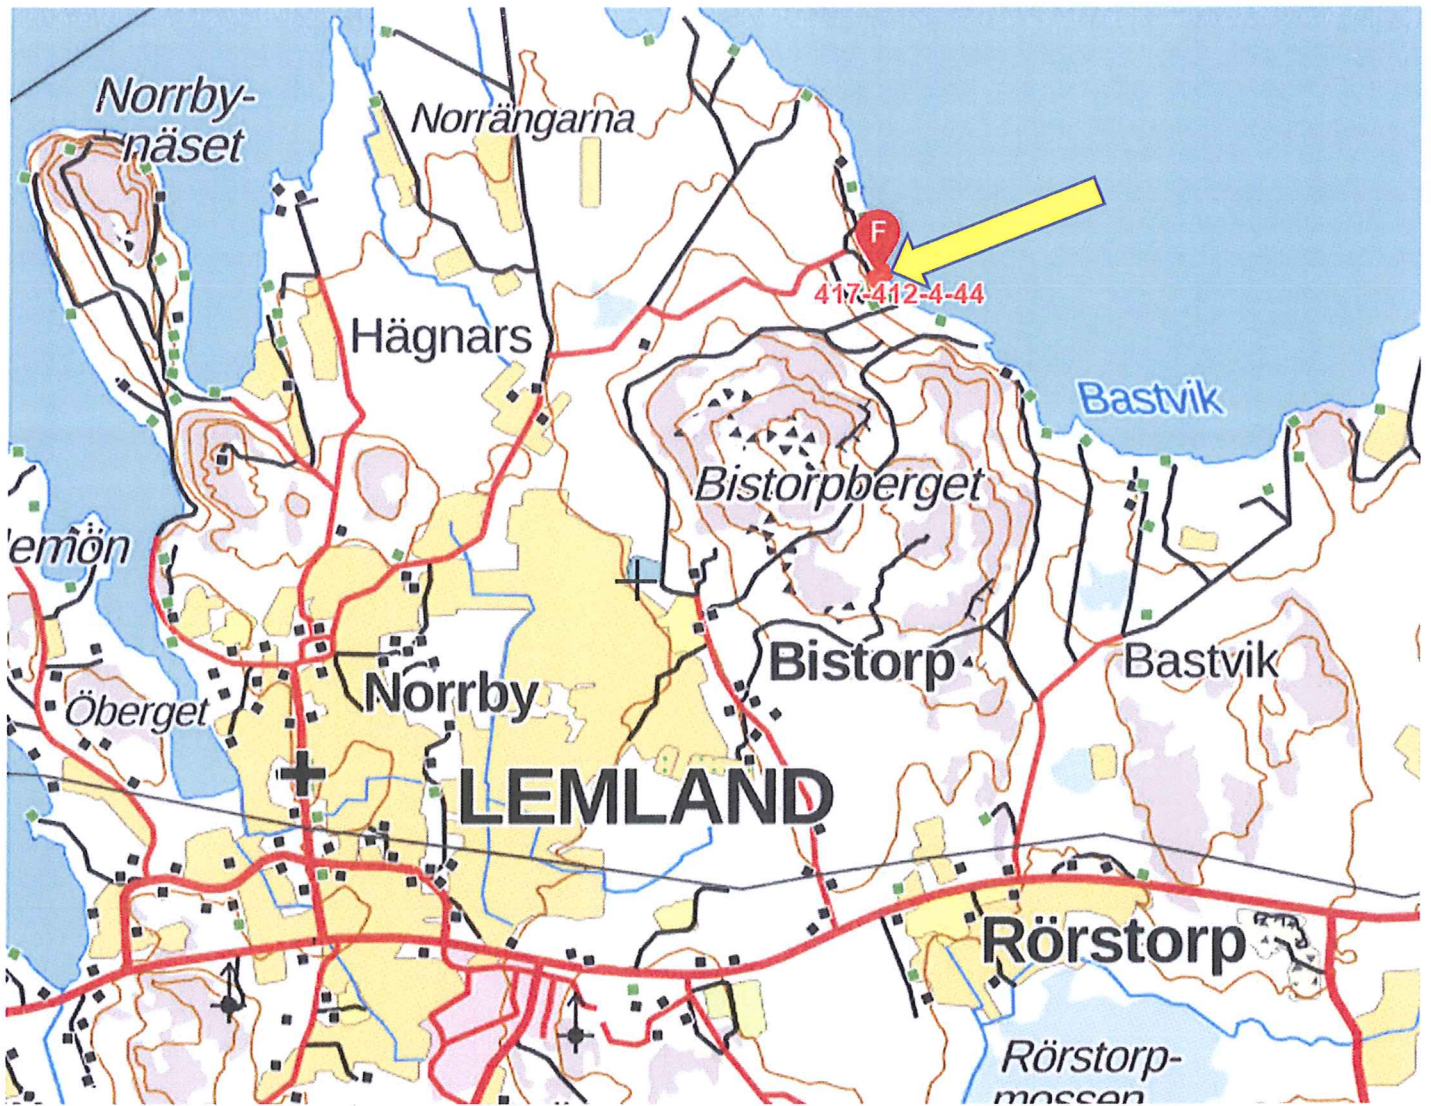 Norrby-
näset
Norrängarna
F
417-412-4-44
Hägnars
Bastvik
Bistorpberget
emön
Bistorp
Bastvik
Norrby
Öberget
LEMLAND
Rörstorp
Rörstorp-
mossen